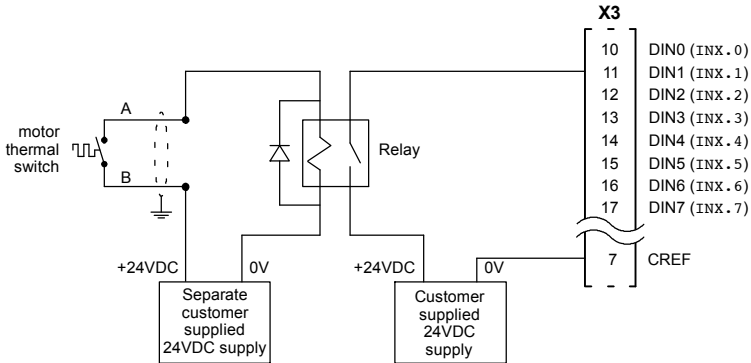 X3
10 DIN0 (INX.0)
11 DIN1 (INX.1)
12 DIN2 (INX.2)
13 DIN3 (INX.3)
14 DIN4 (INX.4)
15 DIN5 (INX.5)
16 DIN6 (INX.6)
17 DIN7 (INX.7)
7 CREF
A
motor
thermal
switch
B
Relay
+24VDC
0V
+24VDC
0V
Separate
customer
supplied
24VDC supply
Customer
supplied
24VDC
supply